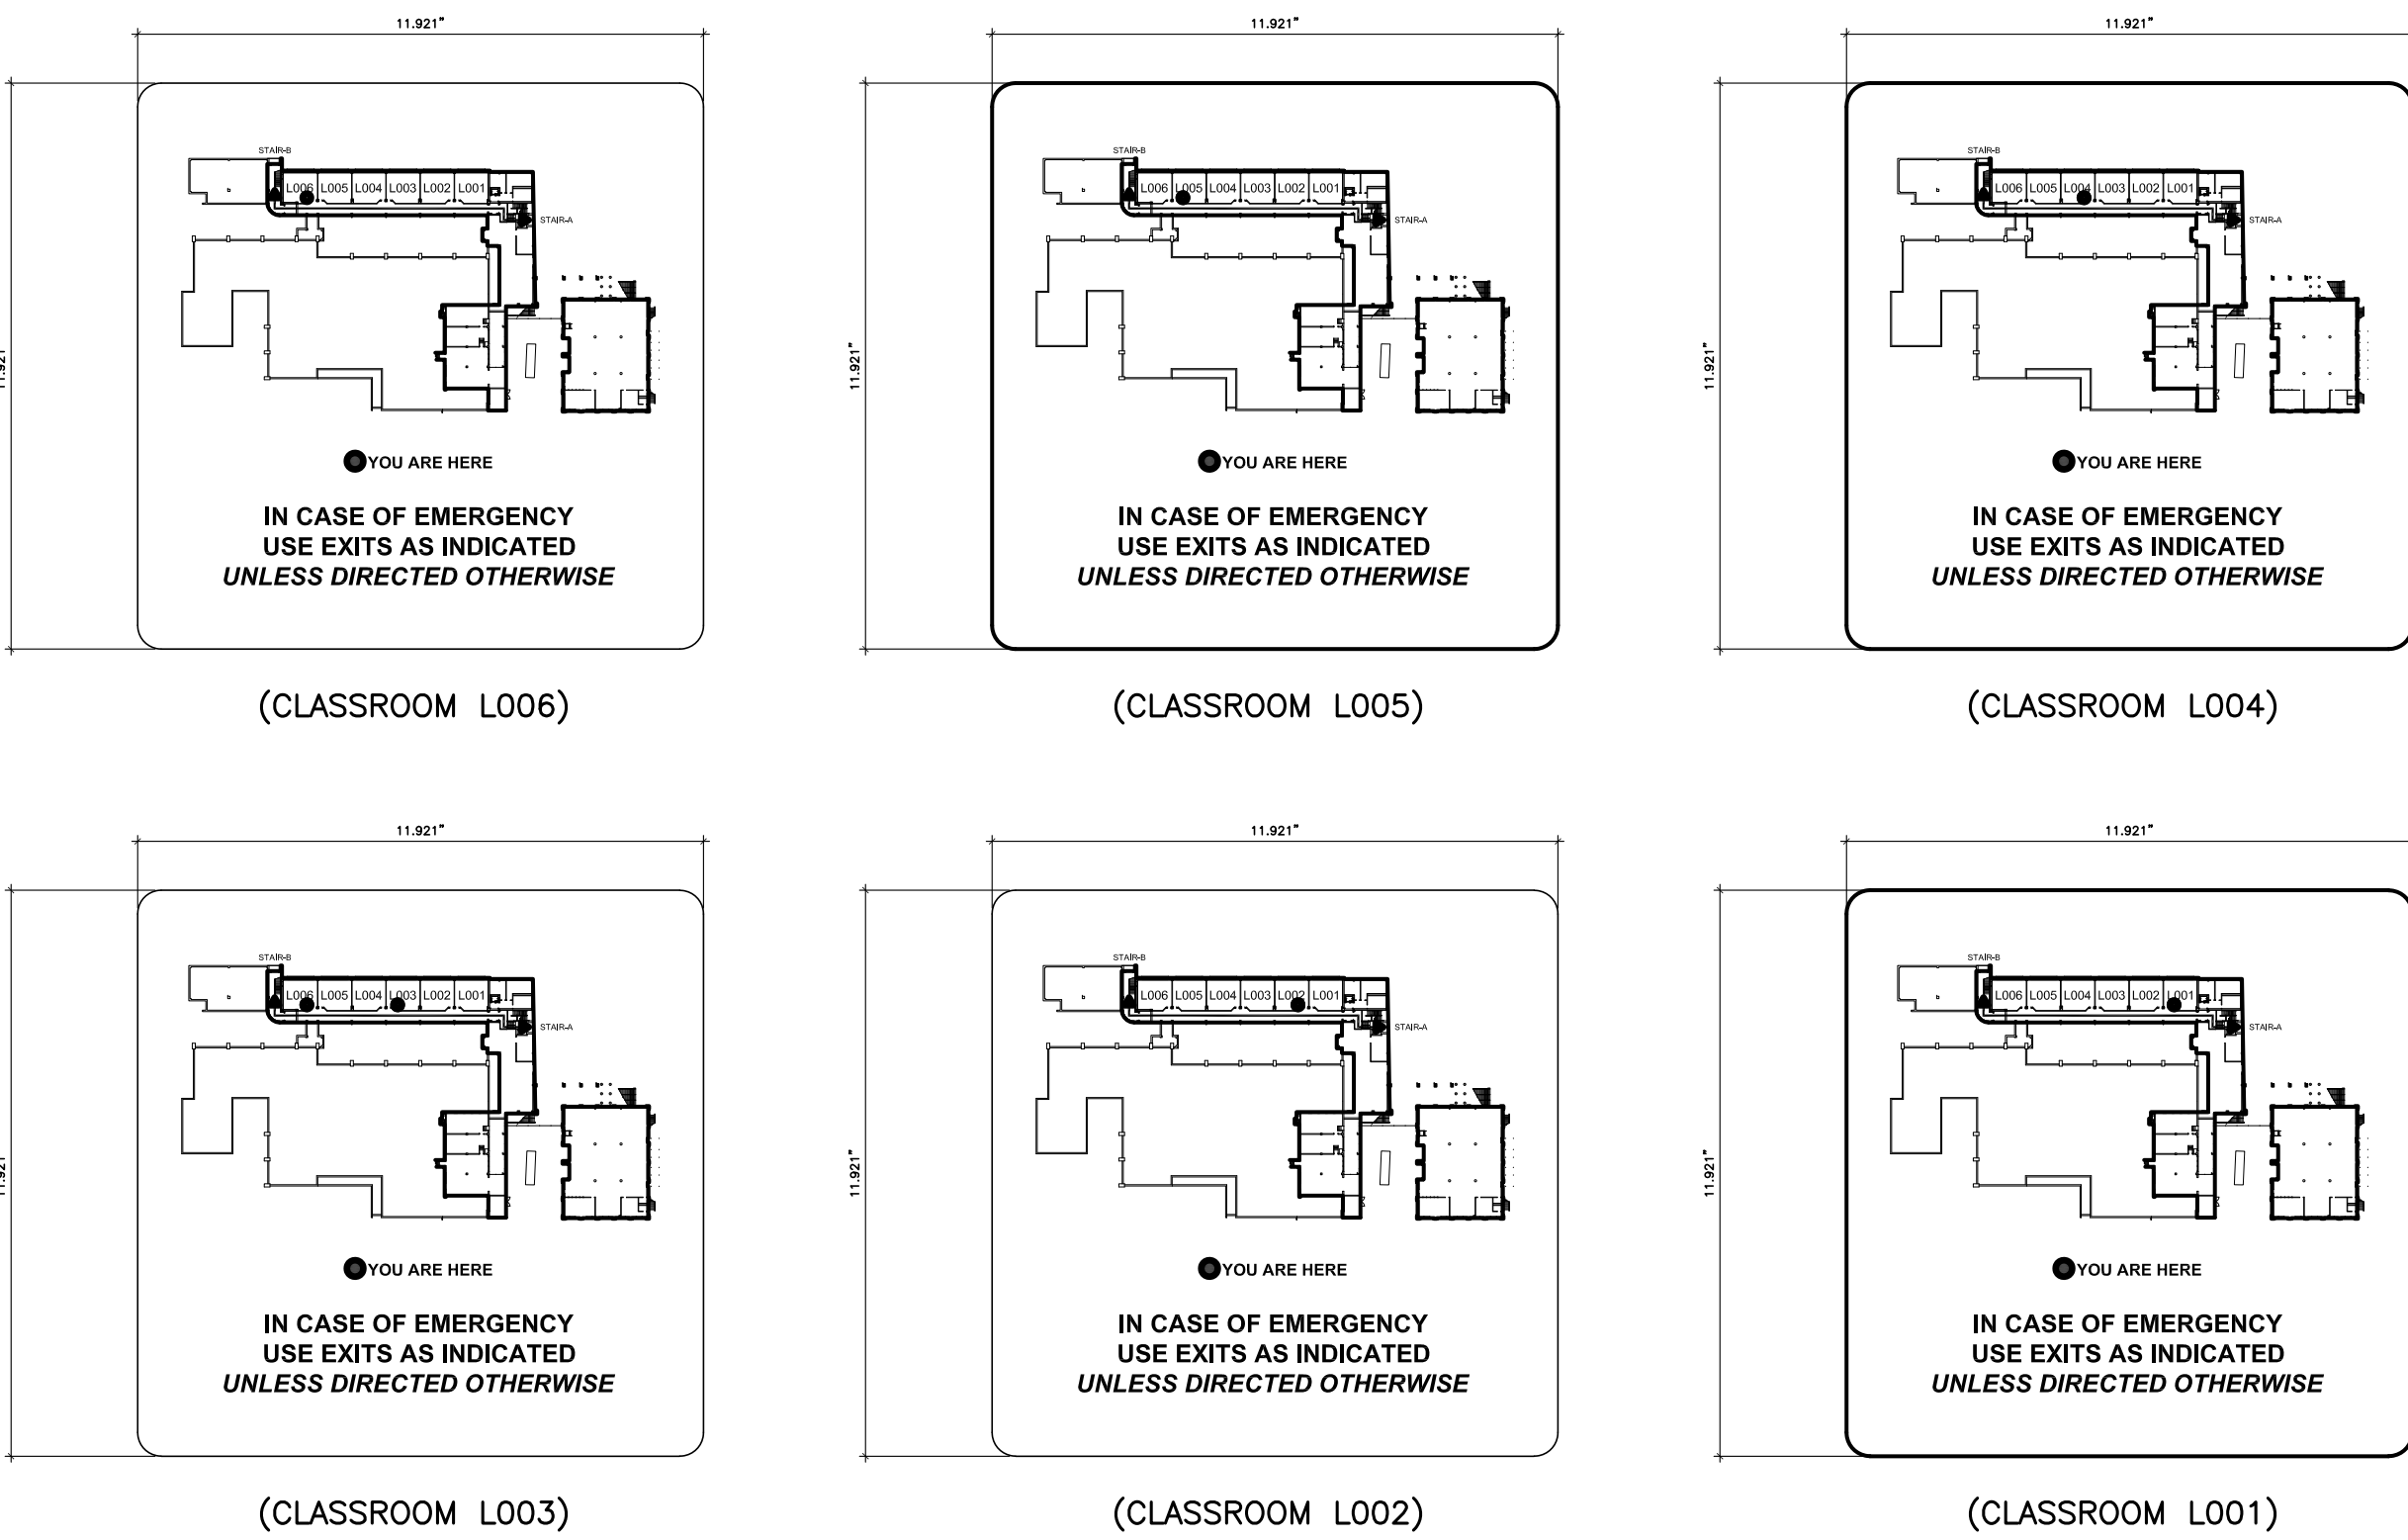 11.921"
11.921"
STAIR-B
L006 L005 L004 L003 L002 L001
STAIR-A
YOU ARE HERE
IN CASE OF EMERGENCY
USE EXITS AS INDICATED
UNLESS DIRECTED OTHERWISE
(CLASSROOM L006)
11.921"
11.921"
STAIR-B
L006 L005 L004 L003 L002 L001
STAIR-A
YOU ARE HERE
IN CASE OF EMERGENCY
USE EXITS AS INDICATED
UNLESS DIRECTED OTHERWISE
(CLASSROOM L005)
11.921"
11.921"
STAIR-B
L006 L005 L004 L003 L002 L001
STAIR-A
YOU ARE HERE
IN CASE OF EMERGENCY
USE EXITS AS INDICATED
UNLESS DIRECTED OTHERWISE
(CLASSROOM L004)
11.921"
11.921"
STAIR-B
L006 L005 L004 L003 L002 L001
STAIR-A
YOU ARE HERE
IN CASE OF EMERGENCY
USE EXITS AS INDICATED
UNLESS DIRECTED OTHERWISE
(CLASSROOM L003)
11.921"
11.921"
STAIR-B
L006 L005 L004 L003 L002 L001
STAIR-A
YOU ARE HERE
IN CASE OF EMERGENCY
USE EXITS AS INDICATED
UNLESS DIRECTED OTHERWISE
(CLASSROOM L002)
11.921"
11.921"
STAIR-B
L006 L005 L004 L003 L002 L001
STAIR-A
YOU ARE HERE
IN CASE OF EMERGENCY
USE EXITS AS INDICATED
UNLESS DIRECTED OTHERWISE
(CLASSROOM L001)